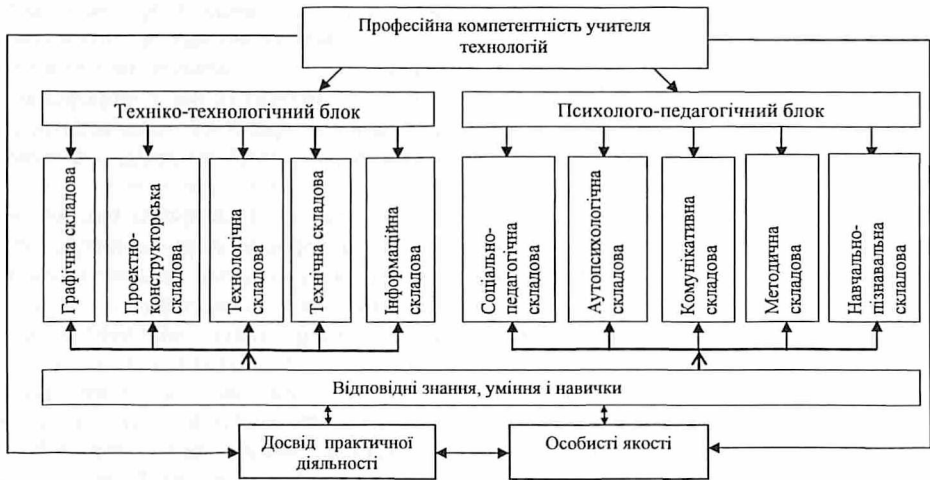 Професійна компетентність учителя
технологій
Техніко-технологічний блок
Психолого-педагогічний блок
Графічна складова
Проектно-
констругорська
складова
Технологічна
складова
Технічна складова
Інформаційна
складова
Соціально-
педагогічна
складова
Аутопсихологічна
складова
Комунікативна
складова
Методична
складова
Навчально-
пізнавальна
складова
Відповідні знання, уміння і навички
Досвід практичної
діяльності
Особисті якості